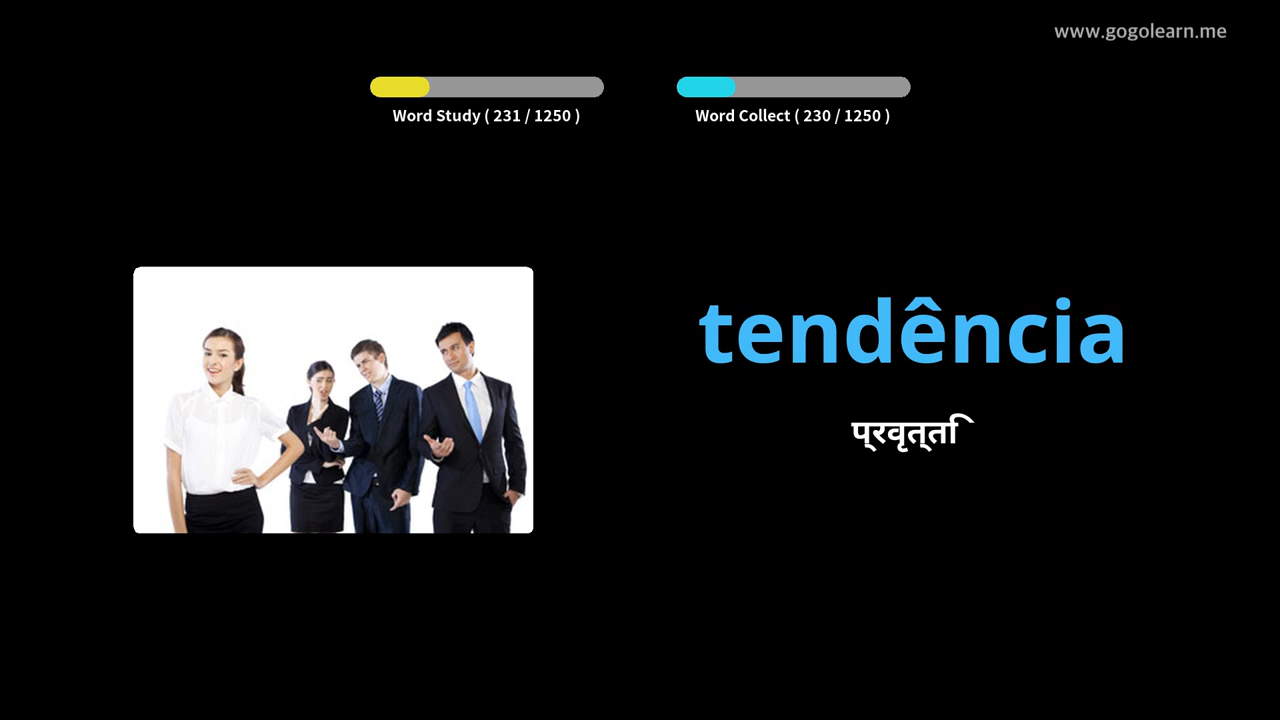 www.gogolearn.me
Word Study ( 231 / 1250 )
Word Collect ( 230 / 1250 )
tendência
प्रवृत्ति